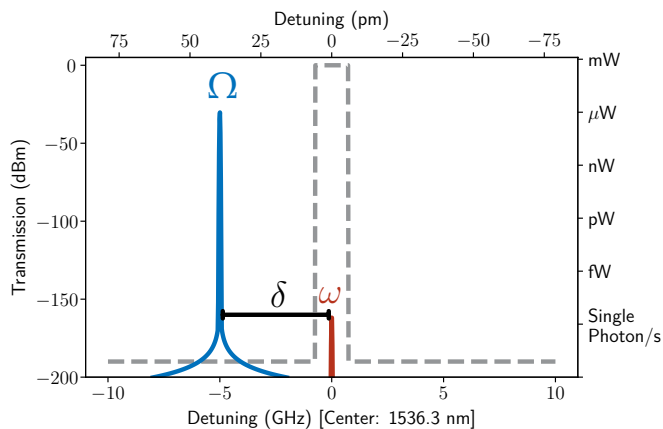 Detuning (pm)
75 50 25 0 −25 −50 −75
Transmission (dBm)
0
−50
−100
−150
−200
mW
μW
nW
pW
fW
Single
Photon/s
Ω
δ
ω
−10 −5 0 5 10
Detuning (GHz) [Center: 1536.3 nm]